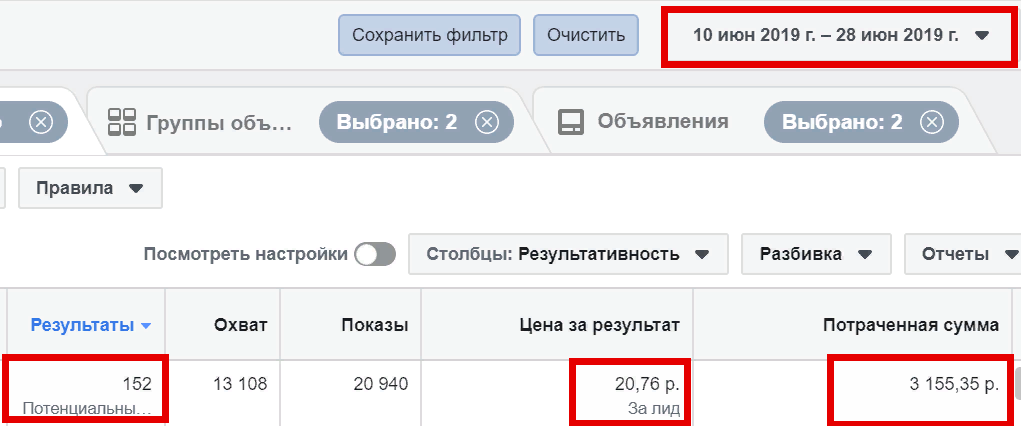 Сохранить фильтр Очистить 10 июн 2019 г. – 28 июн 2019 г.
Группы объ... Выбрано: 2 Объявления Выбрано: 2
Правила
Посмотреть настройки Столбцы: Результативность Разбивка Отчеты
Результаты Охват Показы Цена за результат Потраченная сумма
152 13 108 20 940 20,76 р. 3 155,35 р.
Потенциальны... За лид